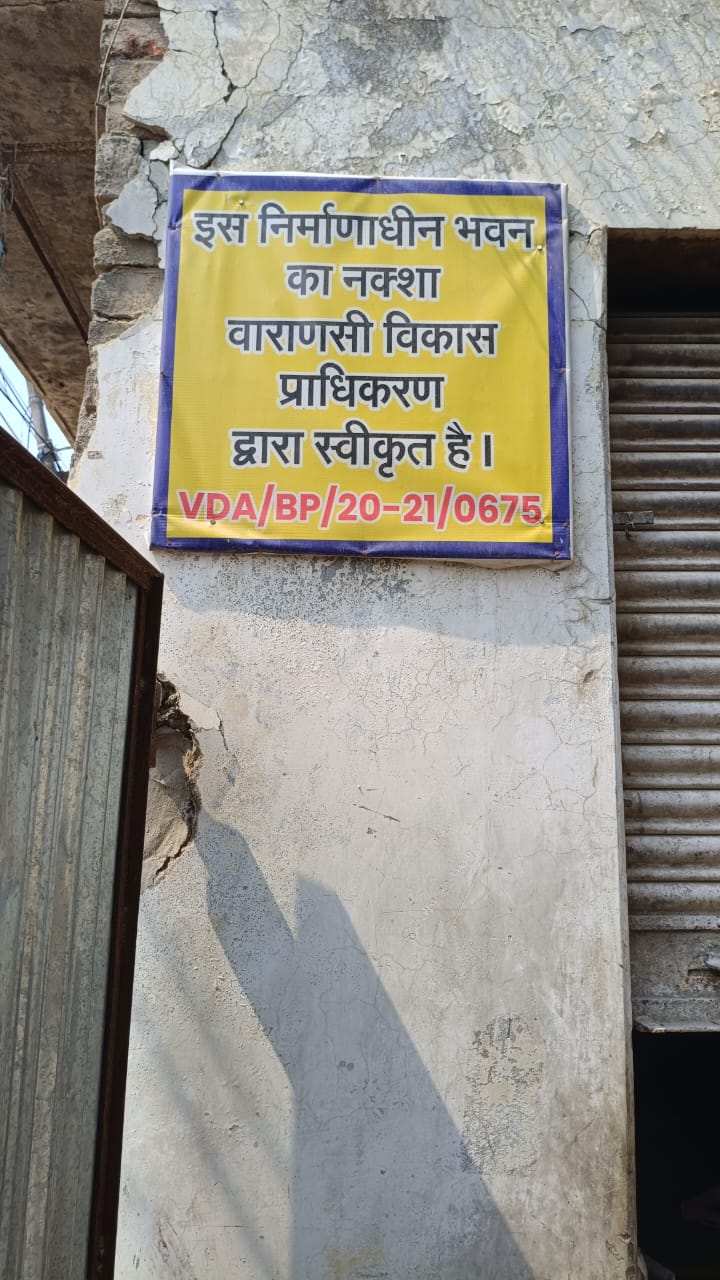 इस निर्माणाधीन भवन
का नक्शा
वाराणसी विकास
प्राधिकरण
द्वारा स्वीकृत है।
VDA/BP/20-21/0675